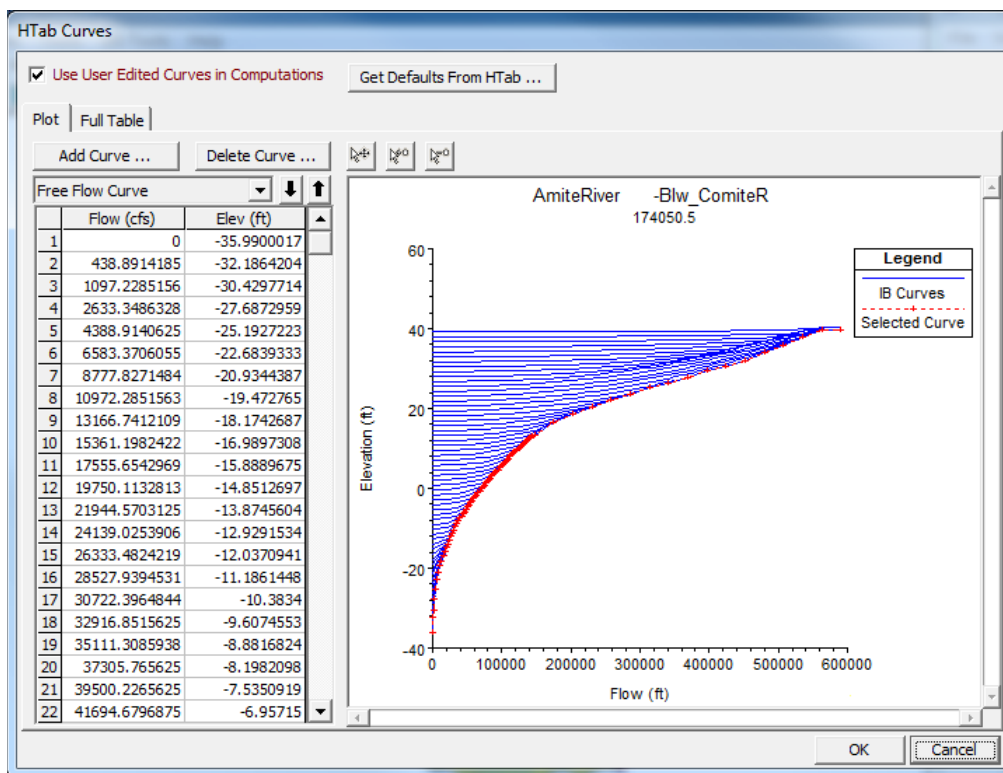 HTab Curves
Use User Edited Curves in Computations
Get Defaults From HTab ...
Plot
Full Table
Add Curve ...
Delete Curve ...
Free Flow Curve
Flow (cfs) Elev (ft)
1 0 -35.9900017
2 438.8914185 -32.1864204
3 1097.2285156 -30.4297714
4 2633.3486328 -27.6872959
5 4388.9140625 -25.1927223
6 6583.3706055 -22.6839333
7 8777.8271484 -20.9344387
8 10972.2851563 -19.472765
9 13166.7412109 -18.1742687
10 15361.1982422 -16.9897308
11 17555.6542969 -15.8889675
12 19750.1132813 -14.8512697
13 21944.5703125 -13.8745604
14 24139.0253906 -12.9291534
15 26333.4824219 -12.0370941
16 28527.9394531 -11.1861448
17 30722.3964844 -10.3834
18 32916.8515625 -9.6074553
19 35111.3085938 -8.8816824
20 37305.765625 -8.1982098
21 39500.2265625 -7.5350919
22 41694.6796875 -6.95715
AmiteRiver -Blw_ComiteR
174050.5
Elevation (ft)
60
40
20
0
-20
-40
0 100000 200000 300000 400000 500000 600000
Flow (ft)
Legend
IB Curves
Selected Curve
OK
Cancel